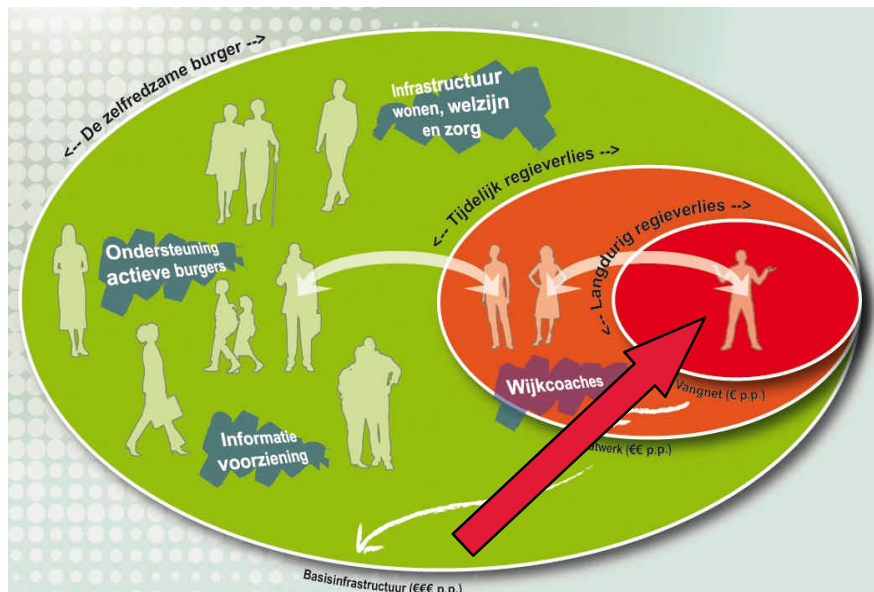 <-- De zelfredzame burger -->
Infrastructuur
wonen, welzijn
en zorg
<-- Tijdelijk regieverlies -->
<-- Langdurig regieverlies -->
Ondersteuning
actieve burgers
Wijkcoaches
Vangnet (€ p.p.)
Informatie
voorziening
(€€ p.p.)
Basisinfrastructuur (€€€ p.p.)